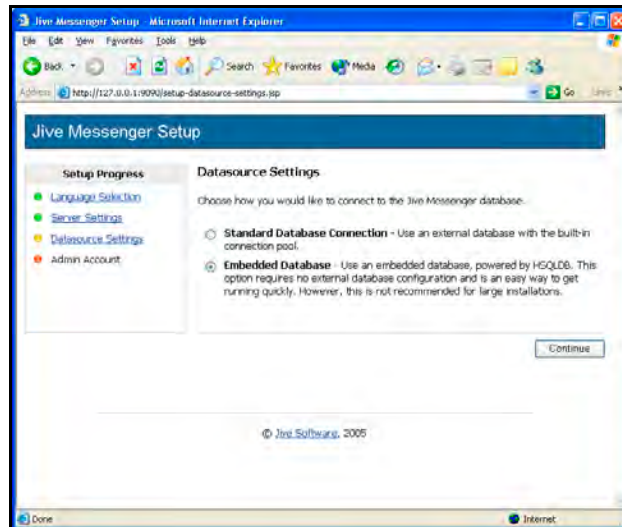 Jive Messenger Setup - Microsoft Internet Explorer
File Edit View Favorites Tools Help
Back Search Favorites Media
Address http://127.0.0.1:9090/setup-datasource-settings.jsp Go Links
Jive Messenger Setup
Setup Progress
Language Selection
Server Settings
Datasource Settings
Admin Account
Datasource Settings
Choose how you would like to connect to the Jive Messenger database.
Standard Database Connection - Use an external database with the built-in
connection pool.
Embedded Database - Use an embedded database, powered by HSQLDB. This
option requires no external database configuration and is an easy way to get
running quickly. However, this is not recommended for large installations.
Continue
© Jive Software, 2005
Done Internet